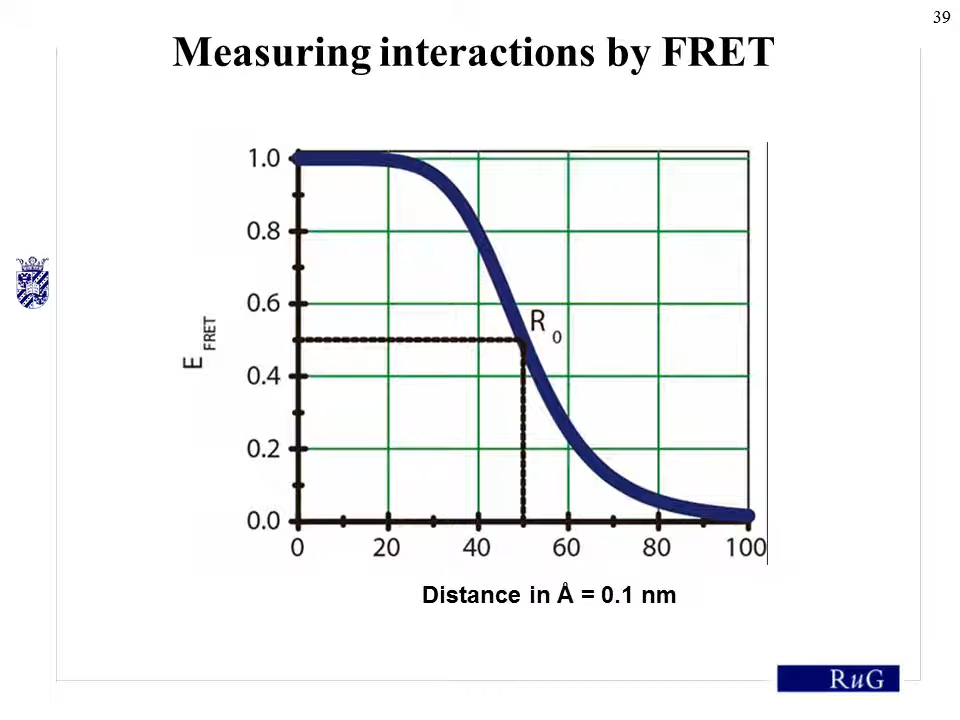 39
Measuring interactions by FRET
1.0
0.8
0.6
0.4
0.2
0.0
E FRET
R 0
0 20 40 60 80 100
Distance in Å = 0.1 nm
RuG